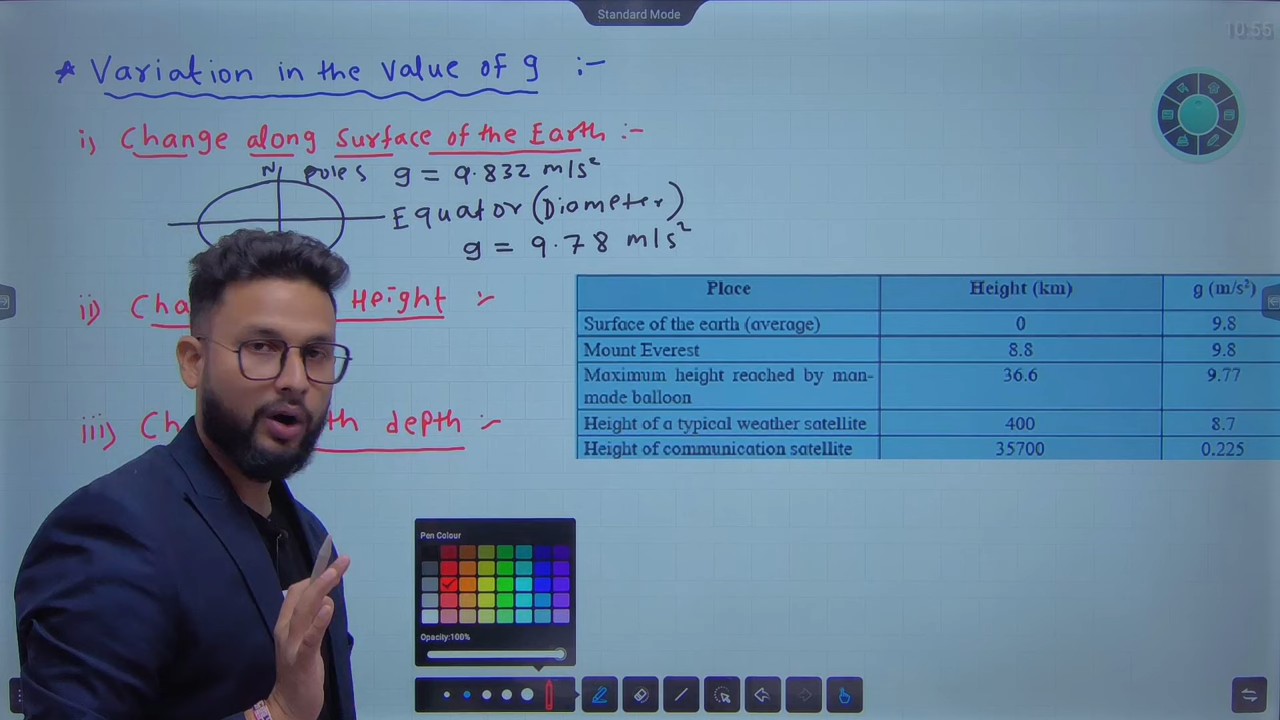 Standard Mode
10:55
* Variation in the value of g :-
i) Change along surface of the Earth :-
N poles g = 9.832 m/s²
Equator (Diometer)
g = 9.78 m/s²
ii) Cha Height :-
iii) Ch th depth :-
Place Height (km) g (m/s²)
Surface of the earth (average) 0 9.8
Mount Everest 8.8 9.8
Maximum height reached by man- 36.6 9.77
made balloon
Height of a typical weather satellite 400 8.7
Height of communication satellite 35700 0.225
Pen Colour
Opacity:100%